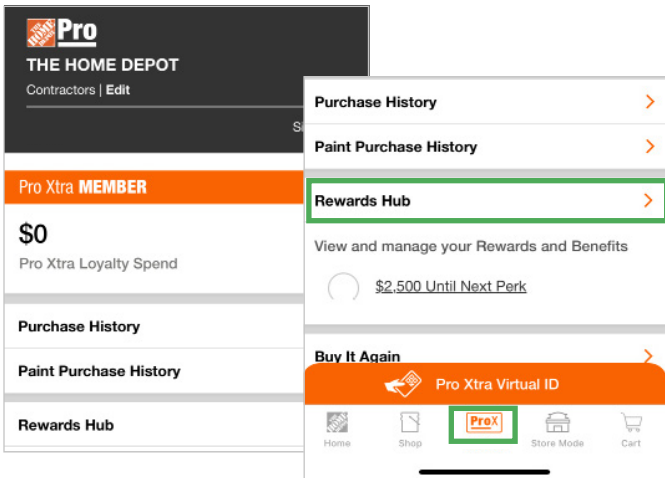 THE HOME DEPOT Pro
THE HOME DEPOT
Contractors | Edit
Si
Pro Xtra MEMBER
$0
Pro Xtra Loyalty Spend
Purchase History
Paint Purchase History
Rewards Hub
Purchase History
Paint Purchase History
Rewards Hub
View and manage your Rewards and Benefits
$2,500 Until Next Perk
Buy It Again
Pro Xtra Virtual ID
ProX
Home Shop Store Mode Cart